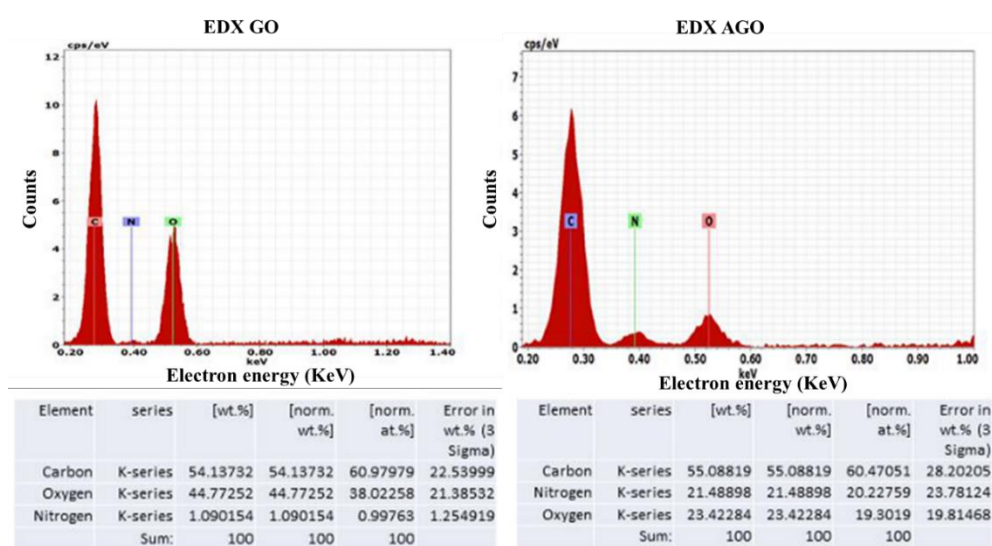 EDX GO
cps/eV
12
10
8
6
4
2
0
Counts
C N O
0.20 0.40 0.60 0.80 1.00 1.20 1.40
keV
Electron energy (KeV)
EDX AGO
cps/eV
7
6
5
4
3
2
1
0
Counts
C N O
0.20 0.30 0.40 0.50 0.60 0.70 0.80 0.90 1.00
keV
Electron energy (KeV)
Element series [wt.%] [norm. [norm. Error in
wt.%] at.%] wt.% (3
Sigma)
Carbon K-series 54.13732 54.13732 60.97979 22.53999
Oxygen K-series 44.77252 44.77252 38.02258 21.38532
Nitrogen K-series 1.090154 1.090154 0.99763 1.254919
Sum: 100 100 100
Element series [wt.%] [norm. [norm. Error in
wt.%] at.%] wt.% (3
Sigma)
Carbon K-series 55.08819 55.08819 60.47051 28.20205
Nitrogen K-series 21.48898 21.48898 20.22759 23.78124
Oxygen K-series 23.42284 23.42284 19.3019 19.81468
Sum: 100 100 100